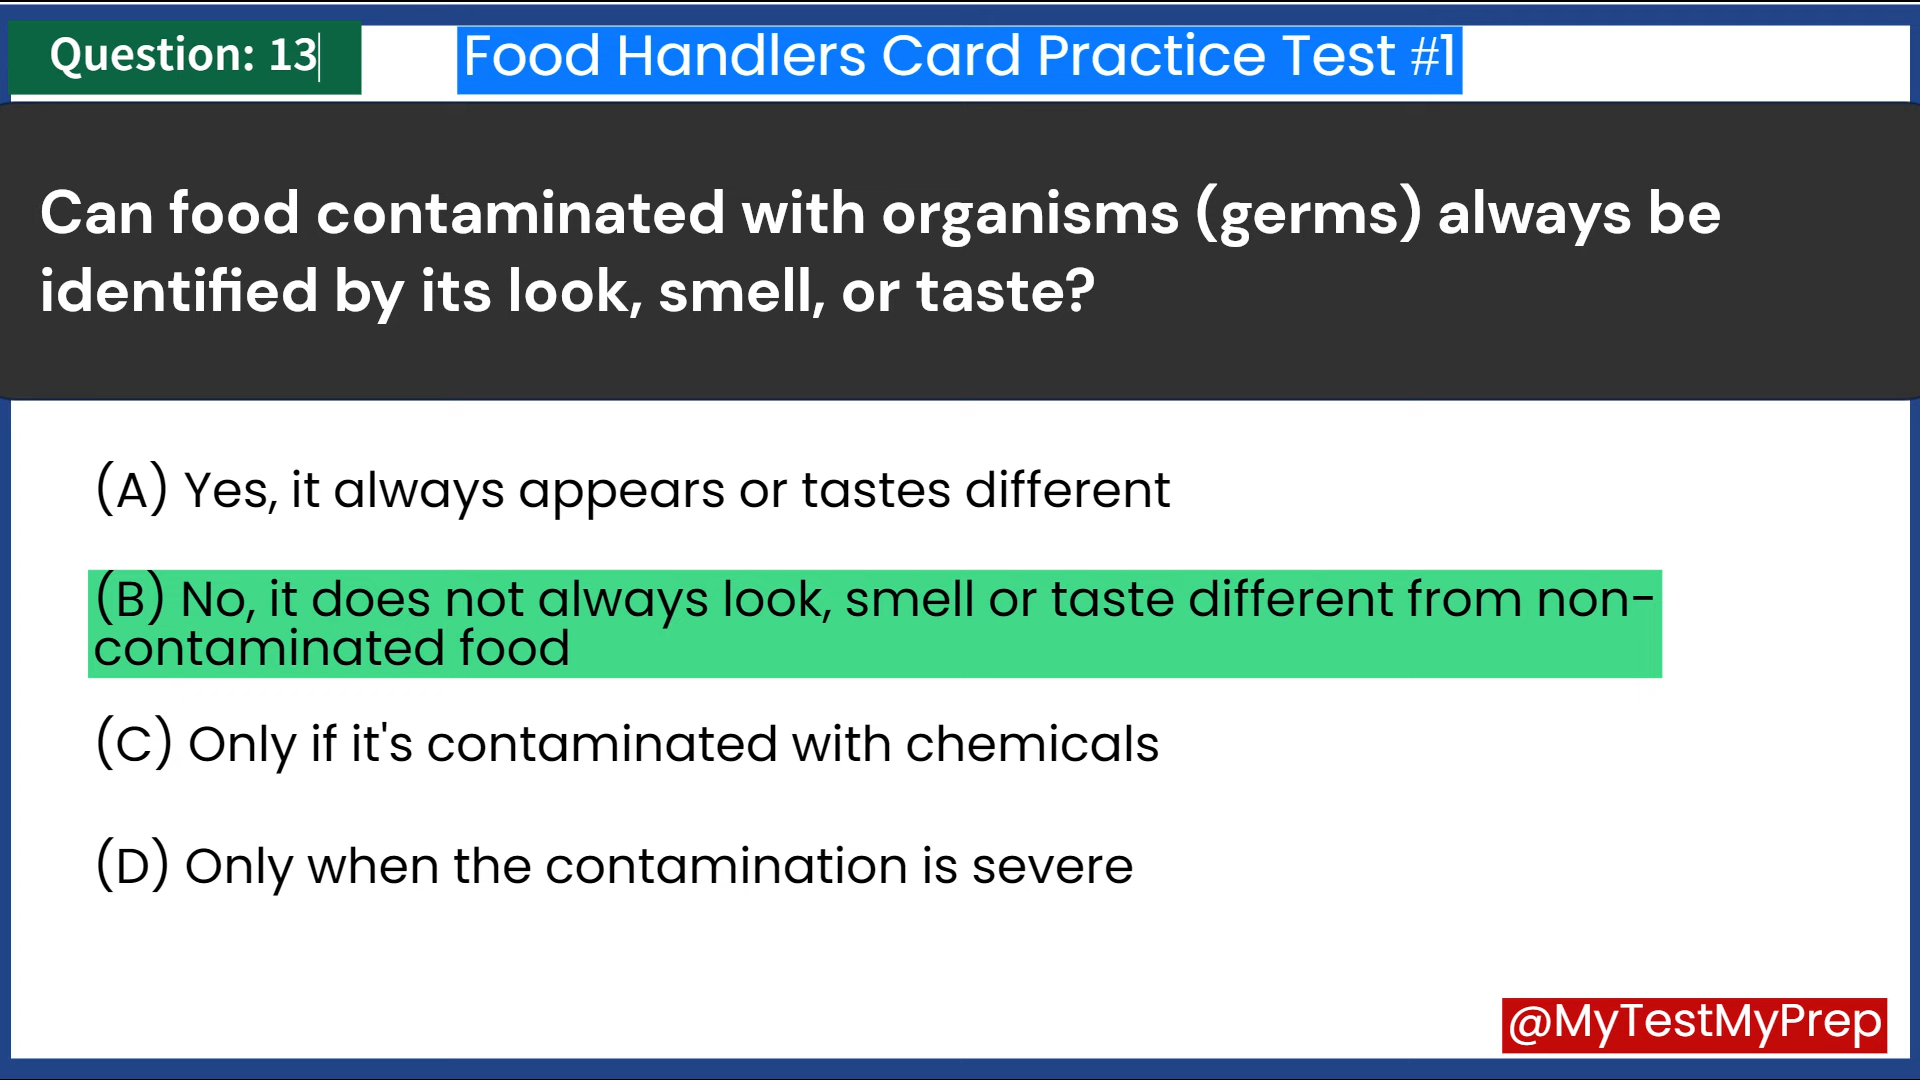 Question: 13
Food Handlers Card Practice Test #1
Can food contaminated with organisms (germs) always be
identified by its look, smell, or taste?
(A) Yes, it always appears or tastes different
(B) No, it does not always look, smell or taste different from non-
contaminated food
(C) Only if it's contaminated with chemicals
(D) Only when the contamination is severe
@MyTestMyPrep